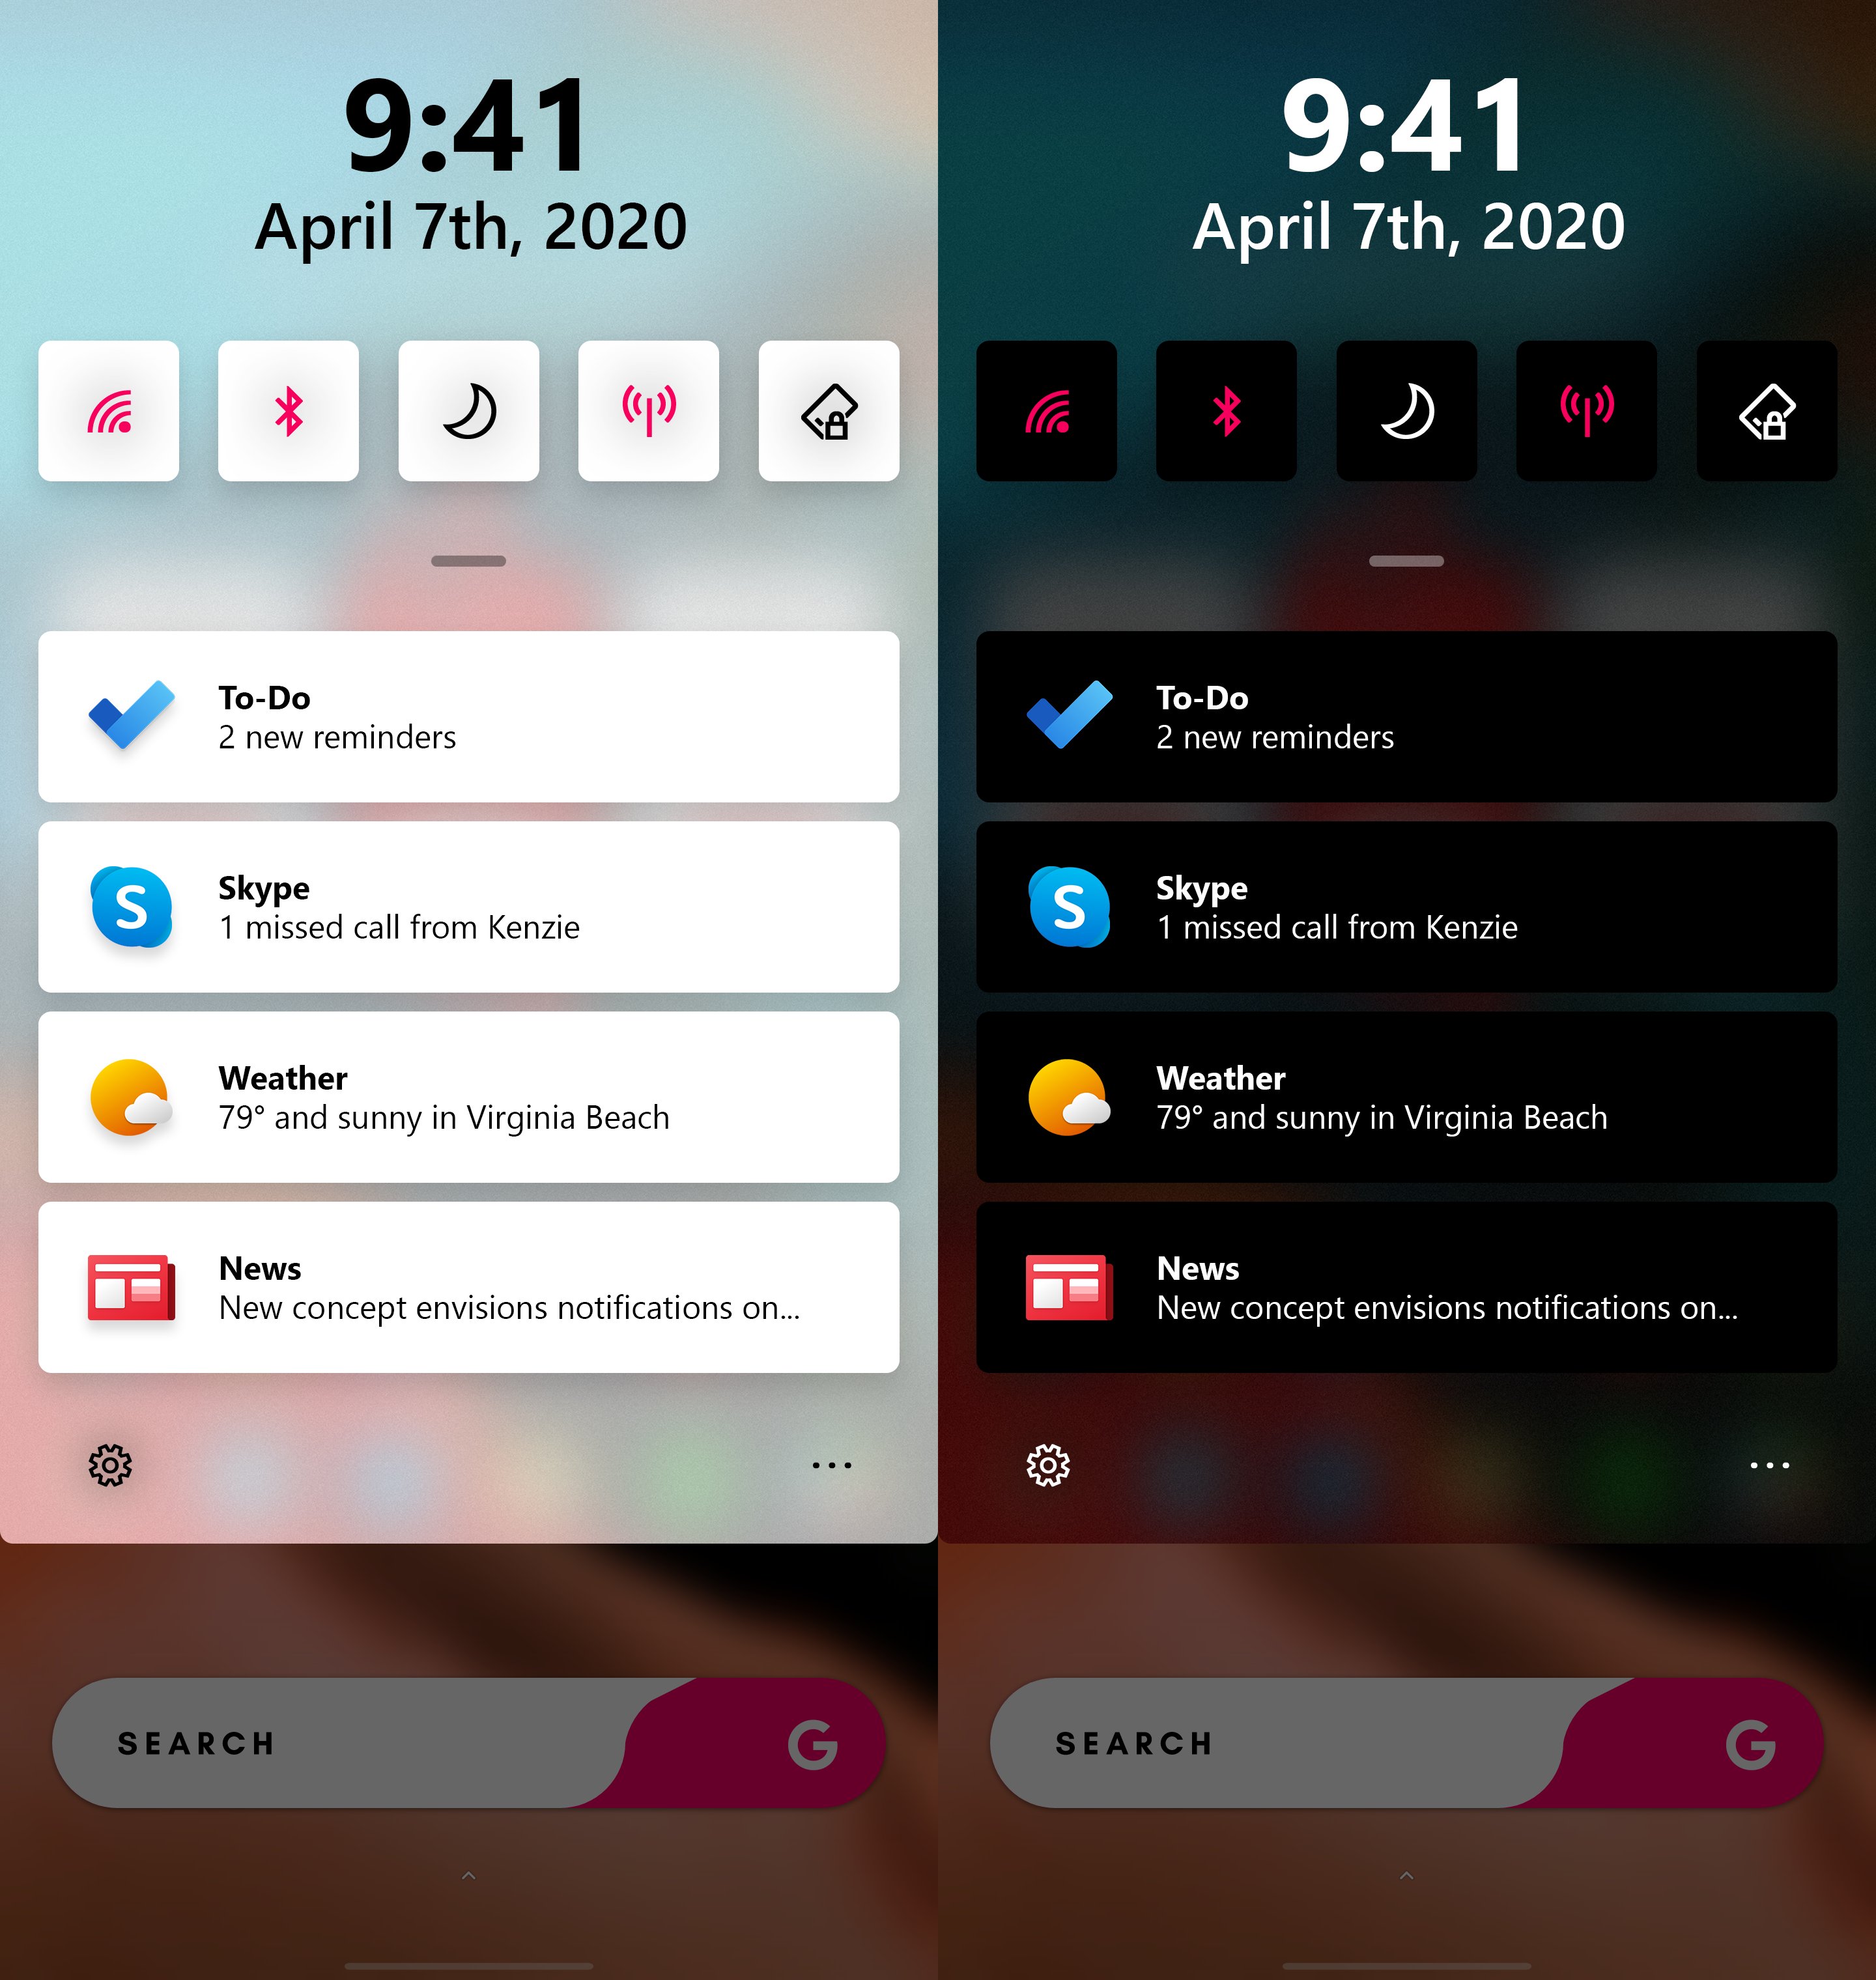 9:41
April 7th, 2020
To-Do
2 new reminders
S
Skype
1 missed call from Kenzie
Weather
79° and sunny in Virginia Beach
News
New concept envisions notifications on...
SEARCH
G
9:41
April 7th, 2020
To-Do
2 new reminders
S
Skype
1 missed call from Kenzie
Weather
79° and sunny in Virginia Beach
News
New concept envisions notifications on...
SEARCH
G